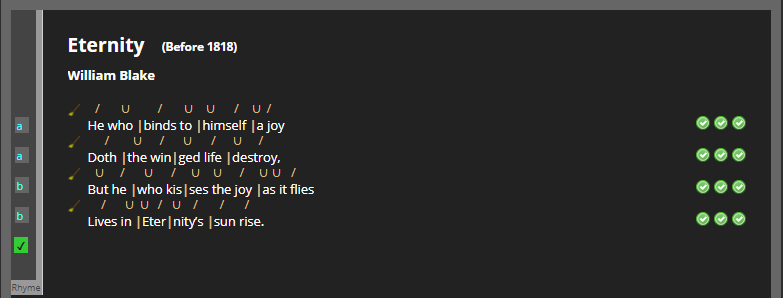 Eternity (Before 1818)
William Blake
/ U / U U / U /
a He who |binds to |himself |a joy
/ U / U / U /
a Doth |the win|ged life |destroy,
U / U / U U / U U /
b But he |who kis|ses the joy |as it flies
/ U U / U / / /
b Lives in |Eter|nity's |sun rise.
Rhyme